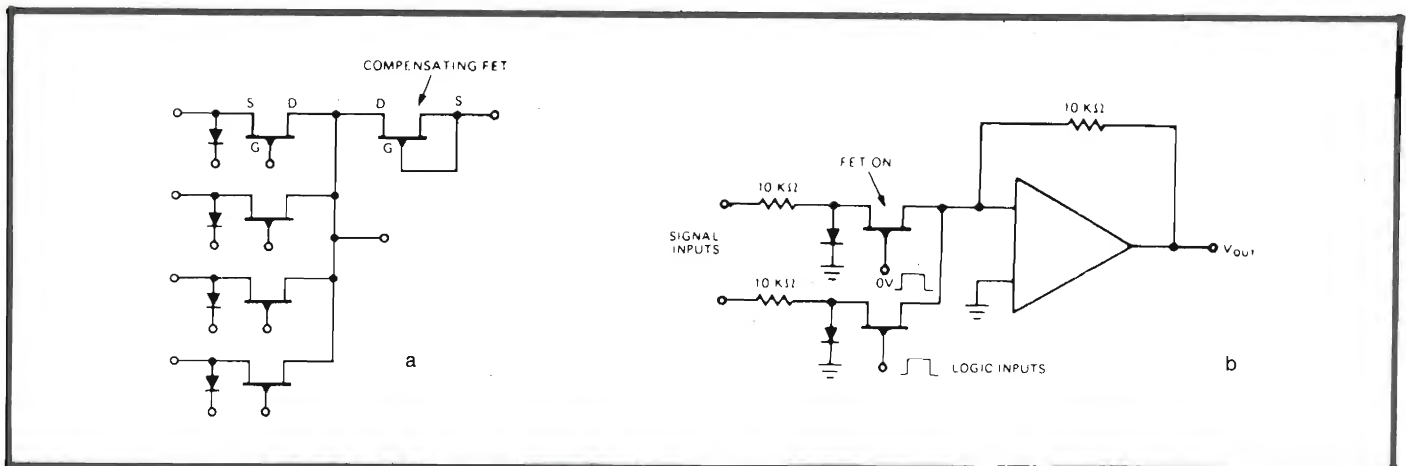 COMPENSATING FET
S D D S
G G
a
10 KΩ
FET ON
10 KΩ
SIGNAL
INPUTS
0V
VOUT
10 KΩ
LOGIC INPUTS
b